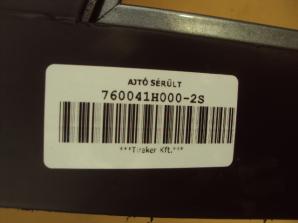 AJTÓ SÉRÜLT
760041H000-2S
***Tiraker Kft.***